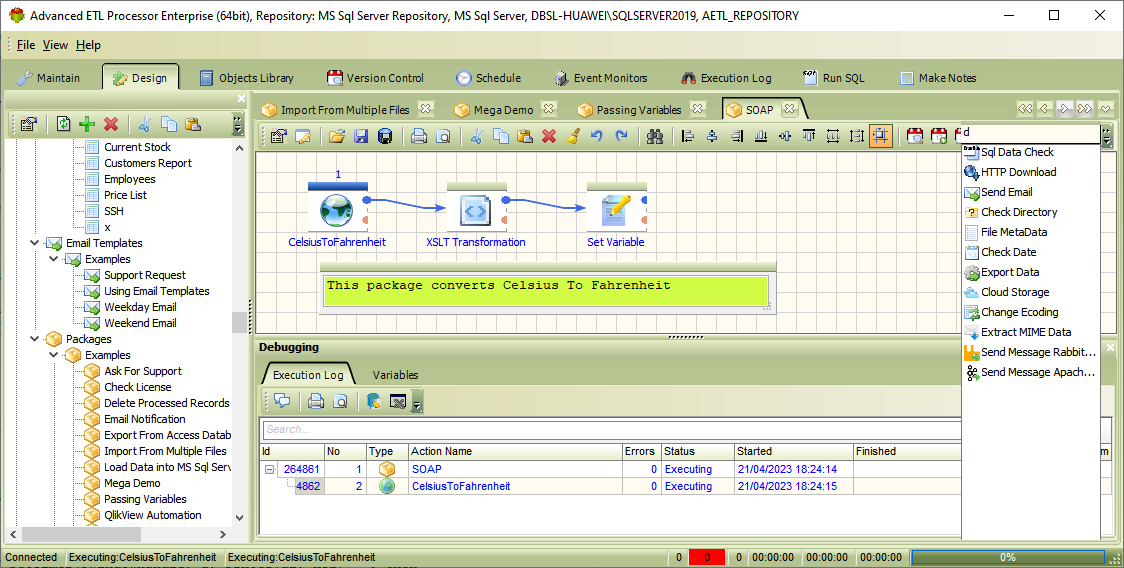 Advanced ETL Processor Enterprise (64bit), Repository: MS Sql Server Repository, MS Sql Server, DBSL-HUAWEI\SQLSERVER2019, AETL_REPOSITORY
File View Help
Maintain Design Objects Library Version Control Schedule Event Monitors Execution Log Run SQL Make Notes
Import From Multiple Files Mega Demo Passing Variables SOAP
d
Current Stock
Customers Report
Employees
Price List
SSH
x
Email Templates
Examples
Support Request
Using Email Templates
Weekday Email
Weekend Email
Packages
Examples
Ask For Support
Check License
Delete Processed Records
Email Notification
Export From Access Datab
Import From Multiple Files
Load Data into MS Sql Serv
Mega Demo
Passing Variables
QlikView Automation
1
CelsiusToFahrenheit XSLT Transformation Set Variable
This package converts Celsius To Fahrenheit
Sql Data Check
HTTP Download
Send Email
Check Directory
File MetaData
Check Date
Export Data
Cloud Storage
Change Ecoding
Extract MIME Data
Send Message Rabbit...
Send Message Apach...
Debugging
Execution Log Variables
Search...
Id No Type Action Name Errors Status Started Finished m
264861 1 SOAP 0 Executing 21/04/2023 18:24:14
4862 2 CelsiusToFahrenheit 0 Executing 21/04/2023 18:24:15
Connected Executing:CelsiusToFahrenheit Executing:CelsiusToFahrenheit 0 0 0 00:00:00 00:00:00 00:00:00 0%